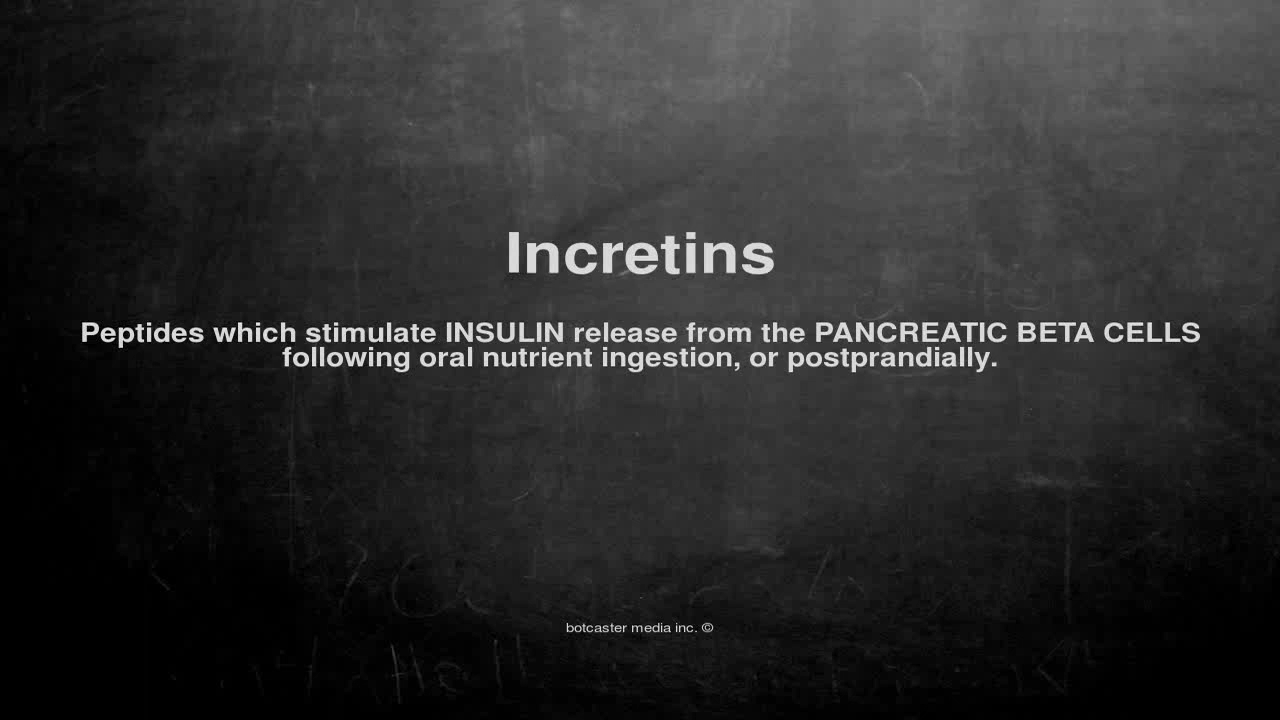 Incretins
Peptides which stimulate INSULIN release from the PANCREATIC BETA CELLS
following oral nutrient ingestion, or postprandially.
botcaster media inc. ©